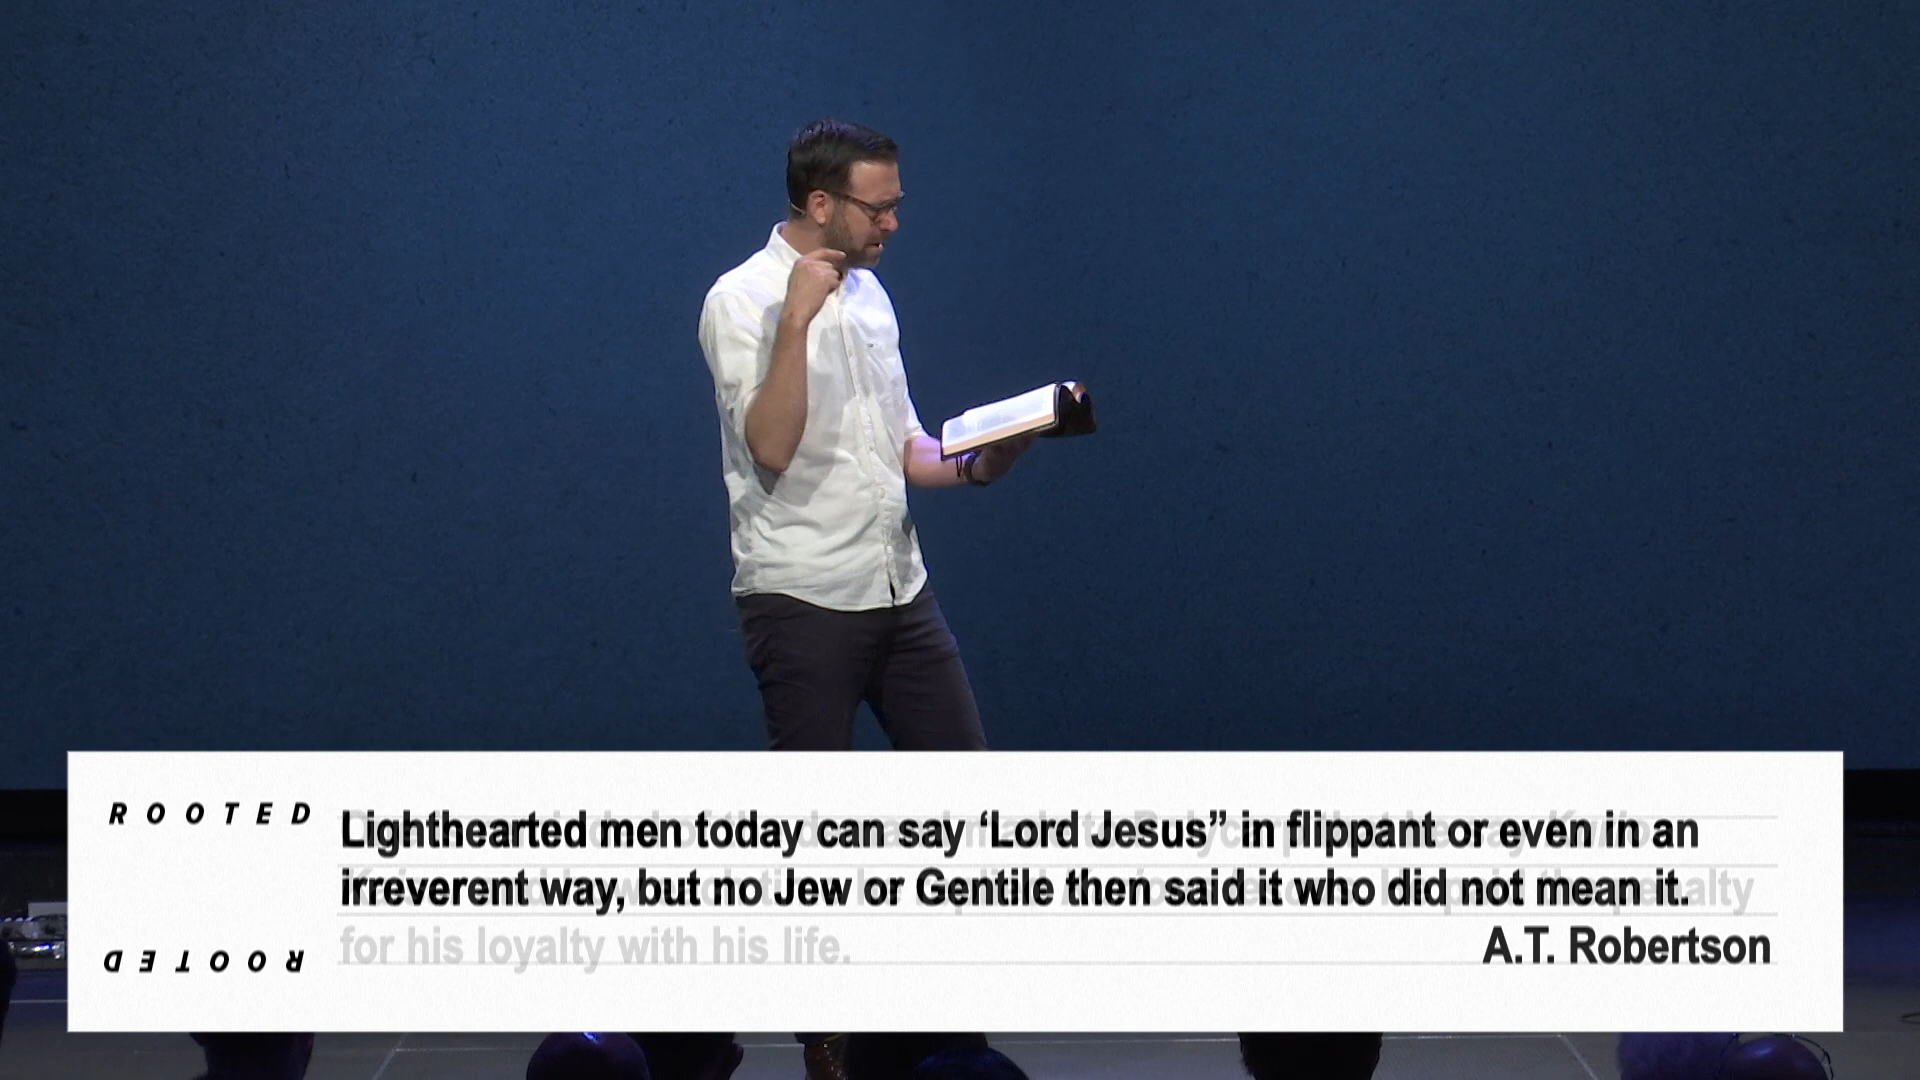 ROOTED
Lighthearted men today can say ‘Lord Jesus” in flippant or even in an
irreverent way, but no Jew or Gentile then said it who did not mean it.
for his loyalty with his life.
A.T. Robertson
ROOTED